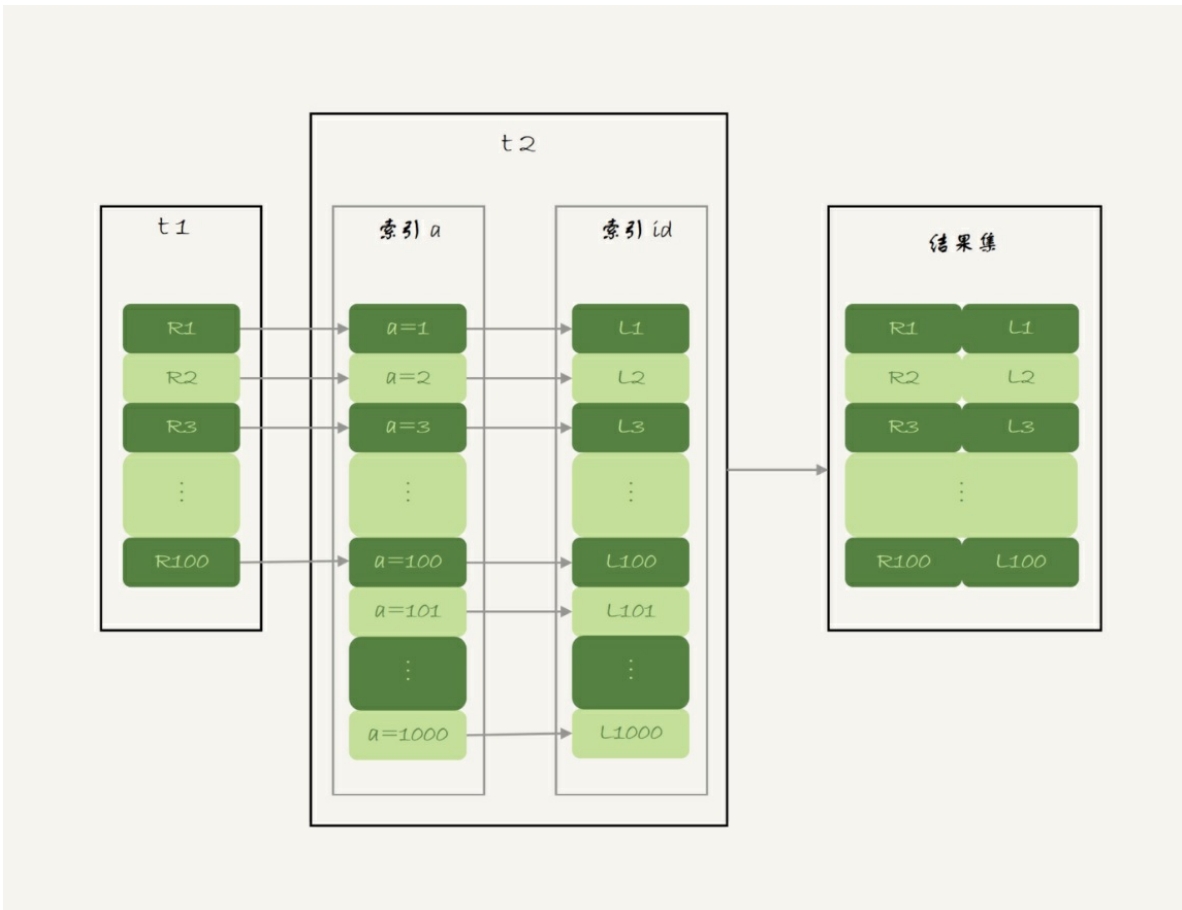 t2
t1
索引 a
索引 id
结果集
R1
a=1
L1
R1
L1
R2
a=2
L2
R2
L2
R3
a=3
L3
R3
L3
⋮
⋮
⋮
⋮
R100
a=100
L100
R100
L100
a=101
L101
⋮
⋮
a=1000
L1000